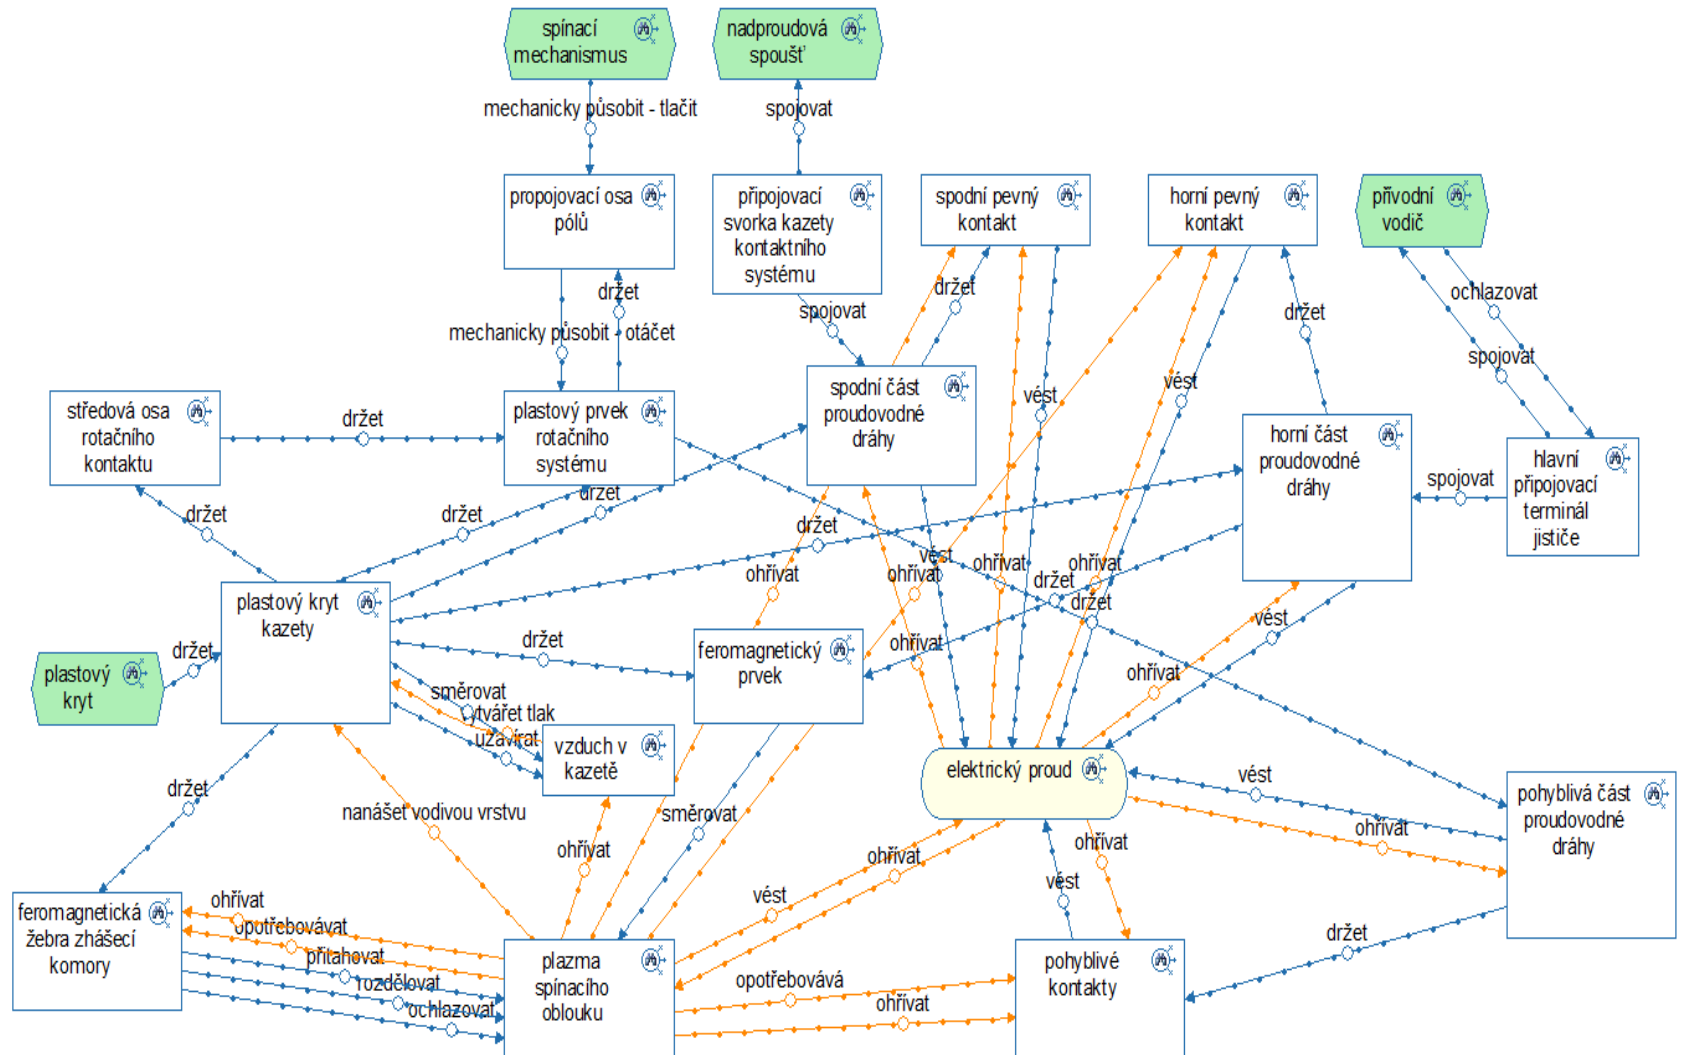 spínací
mechanismus
nadproudová
spoušť
mechanicky působit - tlačit
spojovat
propojovací osa
pólů
připojovací
svorka kazety
kontaktního
systému
spodní pevný
kontakt
horní pevný
kontakt
přívodní
vodič
držet
držet
ochlazovat
spojovat
držet
mechanicky působit - otáčet
spojovat
spojovat
středová osa
rotačního
kontaktu
držet
plastový prvek
rotačního
systému
spodní část
proudovodné
dráhy
vést
vést
horní část
proudovodné
dráhy
hlavní
připojovací
terminál
jističe
držet
držet
držet
držet
vést
ohřívat
ohřívat
ohřívat
ohřívat
držet
držet
plastový kryt
kazety
držet
plastový
kryt
držet
feromagnetický
prvek
ohřívat
vést
ohřívat
směrovat
vytvářet tlak
uzavírat
vzduch v
kazetě
elektrický proud
vést
pohyblivá část
proudovodné
dráhy
držet
nanášet vodivou vrstvu
směrovat
ohřívat
ohřívat
ohřívat
ohřívat
vést
vést
držet
feromagnetická
žebra zhášecí
komory
ohřívat
opotřebovávat
přitahovat
rozdělovat
ochlazovat
plazma
spínacího
oblouku
opotřebovává
ohřívat
pohyblivé
kontakty